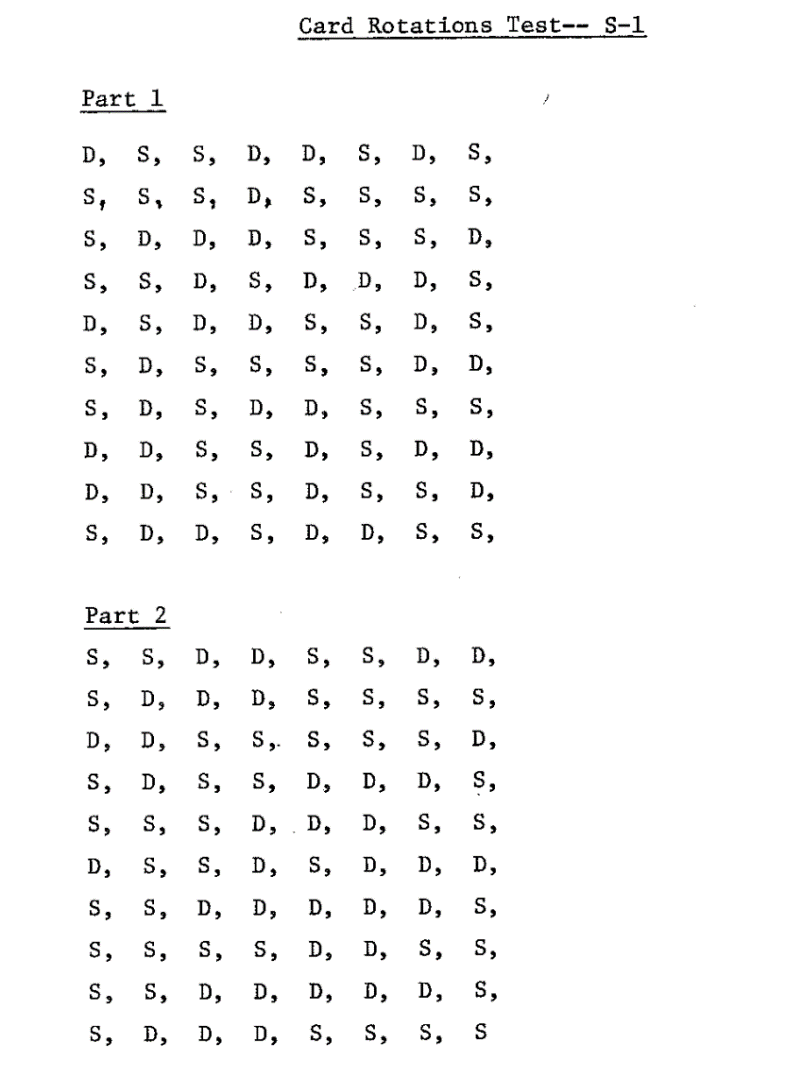 Card Rotations Test-- S-1
Part 1
D, S, S, D, D, S, D, S,
S, S, S, D, S, S, S, S,
S, D, D, D, S, S, S, D,
S, S, D, S, D, D, D, S,
D, S, D, D, S, S, D, S,
S, D, S, S, S, S, D, D,
S, D, S, D, D, S, S, S,
D, D, S, S, D, S, D, D,
D, D, S, S, D, S, S, D,
S, D, D, S, D, D, S, S,
Part 2
S, S, D, D, S, S, D, D,
S, D, D, D, S, S, S, S,
D, D, S, S, S, S, S, D,
S, D, S, S, D, D, D, S,
S, S, S, D, D, D, S, S,
D, S, S, D, S, D, D, D,
S, S, D, D, D, D, D, S,
S, S, S, S, D, D, S, S,
S, S, D, D, D, D, D, S,
S, D, D, D, S, S, S, S